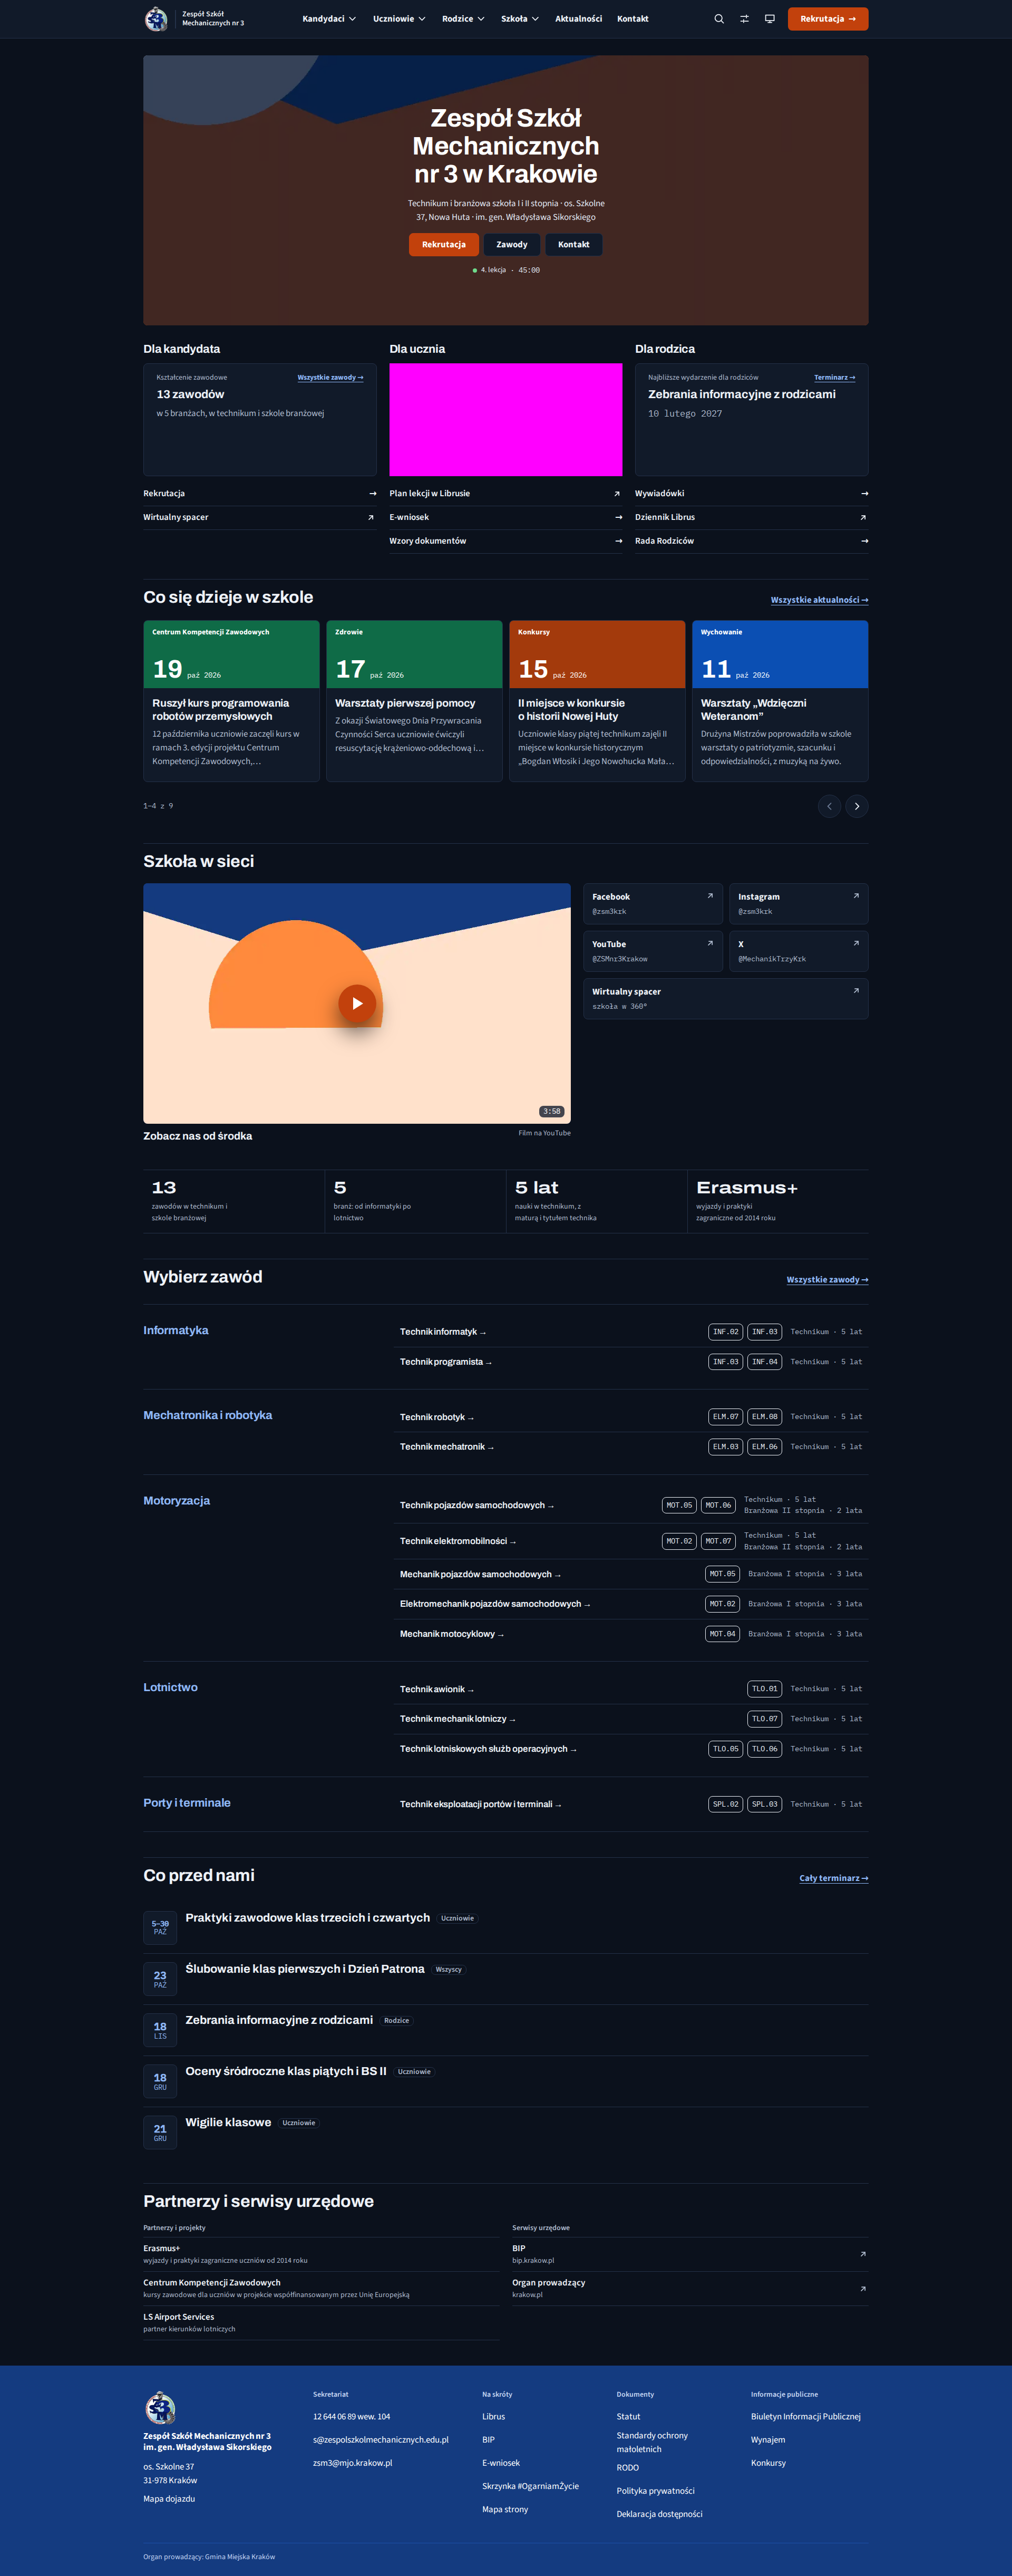 Zespół Szkół
Mechanicznych nr 3
Kandydaci
Uczniowie
Rodzice
Szkoła
Aktualności
Kontakt
Rekrutacja →
Zespół Szkół
Mechanicznych
nr 3 w Krakowie
Technikum i branżowa szkoła I i II stopnia · os. Szkolne
37, Nowa Huta · im. gen. Władysława Sikorskiego
Rekrutacja
Zawody
Kontakt
4. lekcja · 45:00
Dla kandydata
Kształcenie zawodowe
Wszystkie zawody →
13 zawodów
w 5 branżach, w technikum i szkole branżowej
Rekrutacja →
Wirtualny spacer ↗
Dla ucznia
Plan lekcji w Librusie ↗
E-wniosek →
Wzory dokumentów →
Dla rodzica
Najbliższe wydarzenie dla rodziców
Terminarz →
Zebrania informacyjne z rodzicami
10 lutego 2027
Wywiadówki →
Dziennik Librus ↗
Rada Rodziców →
Co się dzieje w szkole
Wszystkie aktualności →
Centrum Kompetencji Zawodowych
19 paź 2026
Ruszył kurs programowania
robotów przemysłowych
12 października uczniowie zaczęli kurs w
ramach 3. edycji projektu Centrum
Kompetencji Zawodowych,…
Zdrowie
17 paź 2026
Warsztaty pierwszej pomocy
Z okazji Światowego Dnia Przywracania
Czynności Serca uczniowie ćwiczyli
resuscytację krążeniowo-oddechową i…
Konkursy
15 paź 2026
II miejsce w konkursie
o historii Nowej Huty
Uczniowie klasy piątej technikum zajęli II
miejsce w konkursie historycznym
„Bogdan Włosik i Jego Nowohucka Mała…
Wychowanie
11 paź 2026
Warsztaty „Wdzięczni
Weteranom”
Drużyna Mistrzów poprowadziła w szkole
warsztaty o patriotyzmie, szacunku i
odpowiedzialności, z muzyką na żywo.
1–4 z 9
Szkoła w sieci
3:58
Zobacz nas od środka
Film na YouTube
Facebook ↗
@zsm3krk
Instagram ↗
@zsm3krk
YouTube ↗
@ZSMnr3Krakow
X ↗
@MechanikTrzyKrk
Wirtualny spacer ↗
szkoła w 360°
13
zawodów w technikum i
szkole branżowej
5
branż: od informatyki po
lotnictwo
5 lat
nauki w technikum, z
maturą i tytułem technika
Erasmus+
wyjazdy i praktyki
zagraniczne od 2014 roku
Wybierz zawód
Wszystkie zawody →
Informatyka
Technik informatyk → INF.02 INF.03 Technikum · 5 lat
Technik programista → INF.03 INF.04 Technikum · 5 lat
Mechatronika i robotyka
Technik robotyk → ELM.07 ELM.08 Technikum · 5 lat
Technik mechatronik → ELM.03 ELM.06 Technikum · 5 lat
Motoryzacja
Technik pojazdów samochodowych → MOT.05 MOT.06 Technikum · 5 lat
Branżowa II stopnia · 2 lata
Technik elektromobilności → MOT.02 MOT.07 Technikum · 5 lat
Branżowa II stopnia · 2 lata
Mechanik pojazdów samochodowych → MOT.05 Branżowa I stopnia · 3 lata
Elektromechanik pojazdów samochodowych → MOT.02 Branżowa I stopnia · 3 lata
Mechanik motocyklowy → MOT.04 Branżowa I stopnia · 3 lata
Lotnictwo
Technik awionik → TLO.01 Technikum · 5 lat
Technik mechanik lotniczy → TLO.07 Technikum · 5 lat
Technik lotniskowych służb operacyjnych → TLO.05 TLO.06 Technikum · 5 lat
Porty i terminale
Technik eksploatacji portów i terminali → SPL.02 SPL.03 Technikum · 5 lat
Co przed nami
Cały terminarz →
5–30
PAŹ
Praktyki zawodowe klas trzecich i czwartych Uczniowie
23
PAŹ
Ślubowanie klas pierwszych i Dzień Patrona Wszyscy
18
LIS
Zebrania informacyjne z rodzicami Rodzice
18
GRU
Oceny śródroczne klas piątych i BS II Uczniowie
21
GRU
Wigilie klasowe Uczniowie
Partnerzy i serwisy urzędowe
Partnerzy i projekty
Erasmus+
wyjazdy i praktyki zagraniczne uczniów od 2014 roku
Centrum Kompetencji Zawodowych
kursy zawodowe dla uczniów w projekcie współfinansowanym przez Unię Europejską
LS Airport Services
partner kierunków lotniczych
Serwisy urzędowe
BIP ↗
bip.krakow.pl
Organ prowadzący ↗
krakow.pl
Zespół Szkół Mechanicznych nr 3
im. gen. Władysława Sikorskiego
os. Szkolne 37
31-978 Kraków
Mapa dojazdu
Sekretariat
12 644 06 89 wew. 104
s@zespolszkolmechanicznych.edu.pl
zsm3@mjo.krakow.pl
Na skróty
Librus
BIP
E-wniosek
Skrzynka #OgarniamŻycie
Mapa strony
Dokumenty
Statut
Standardy ochrony
małoletnich
RODO
Polityka prywatności
Deklaracja dostępności
Informacje publiczne
Biuletyn Informacji Publicznej
Wynajem
Konkursy
Organ prowadzący: Gmina Miejska Kraków